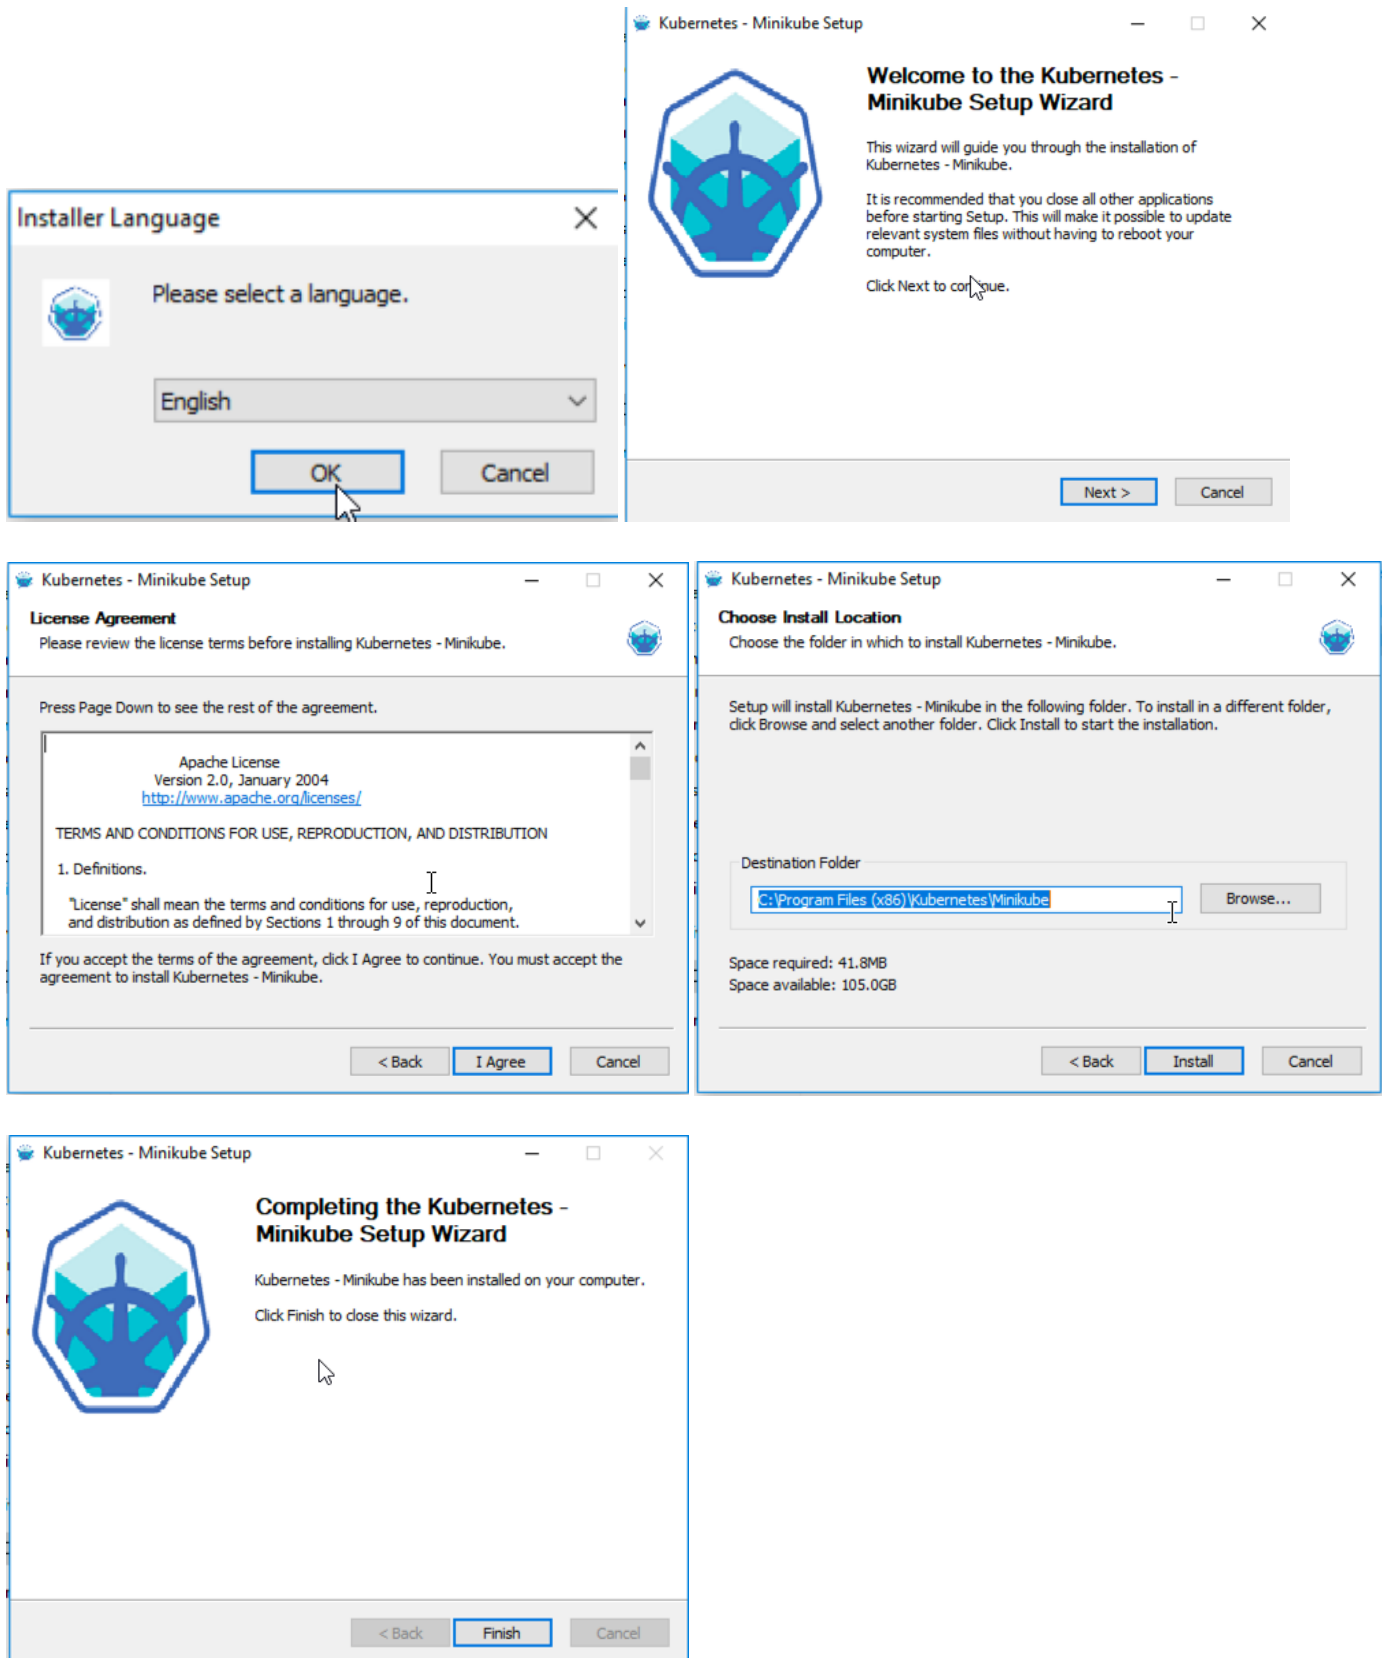 Installer Language
Please select a language.
English
OK
Cancel
Kubernetes - Minikube Setup
Welcome to the Kubernetes -
Minikube Setup Wizard
This wizard will guide you through the installation of
Kubernetes - Minikube.
It is recommended that you close all other applications
before starting Setup. This will make it possible to update
relevant system files without having to reboot your
computer.
Click Next to continue.
Next >
Cancel
Kubernetes - Minikube Setup
License Agreement
Please review the license terms before installing Kubernetes - Minikube.
Press Page Down to see the rest of the agreement.
Apache License
Version 2.0, January 2004
http://www.apache.org/licenses/
TERMS AND CONDITIONS FOR USE, REPRODUCTION, AND DISTRIBUTION
1. Definitions.
"License" shall mean the terms and conditions for use, reproduction,
and distribution as defined by Sections 1 through 9 of this document.
If you accept the terms of the agreement, click I Agree to continue. You must accept the
agreement to install Kubernetes - Minikube.
< Back
I Agree
Cancel
Kubernetes - Minikube Setup
Choose Install Location
Choose the folder in which to install Kubernetes - Minikube.
Setup will install Kubernetes - Minikube in the following folder. To install in a different folder,
click Browse and select another folder. Click Install to start the installation.
Destination Folder
C:\Program Files (x86)\Kubernetes\Minikube
Browse...
Space required: 41.8MB
Space available: 105.0GB
< Back
Install
Cancel
Kubernetes - Minikube Setup
Completing the Kubernetes -
Minikube Setup Wizard
Kubernetes - Minikube has been installed on your computer.
Click Finish to close this wizard.
< Back
Finish
Cancel